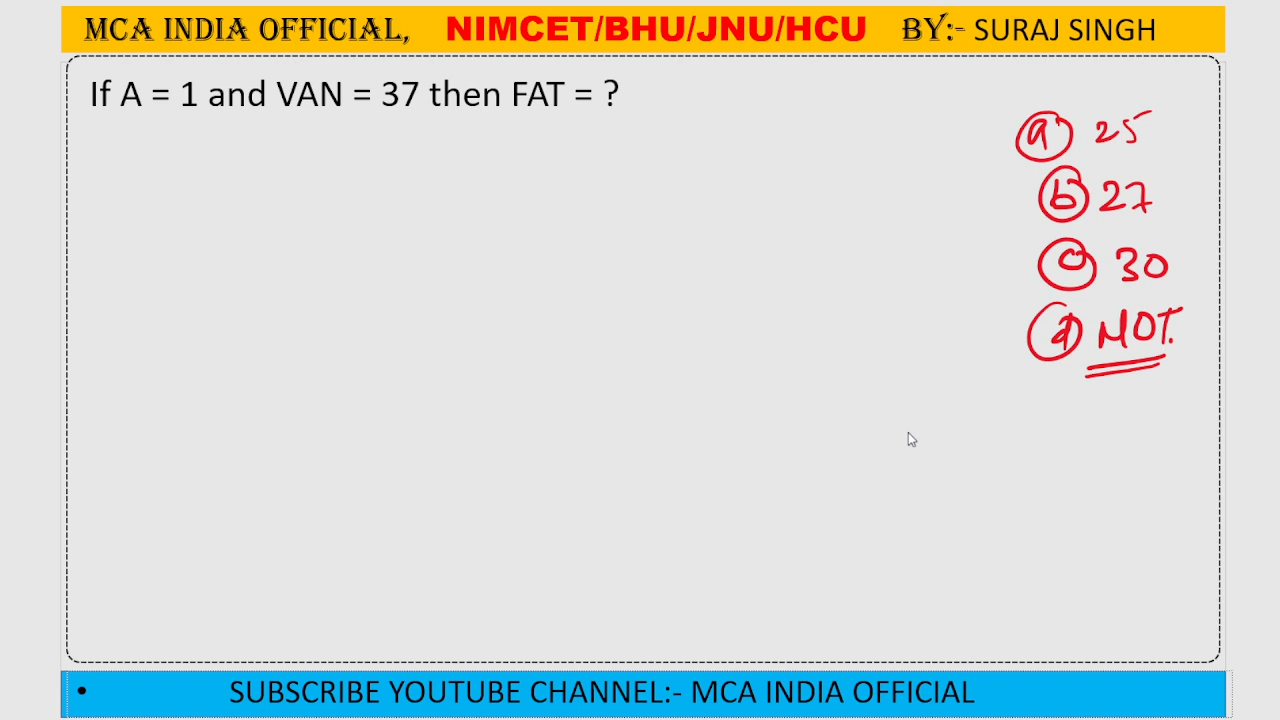 MCA INDIA OFFICIAL, NIMCET/BHU/JNU/HCU BY:- SURAJ SINGH
If A = 1 and VAN = 37 then FAT = ?
a 25
b 27
c 30
d NOT.
• SUBSCRIBE YOUTUBE CHANNEL:- MCA INDIA OFFICIAL